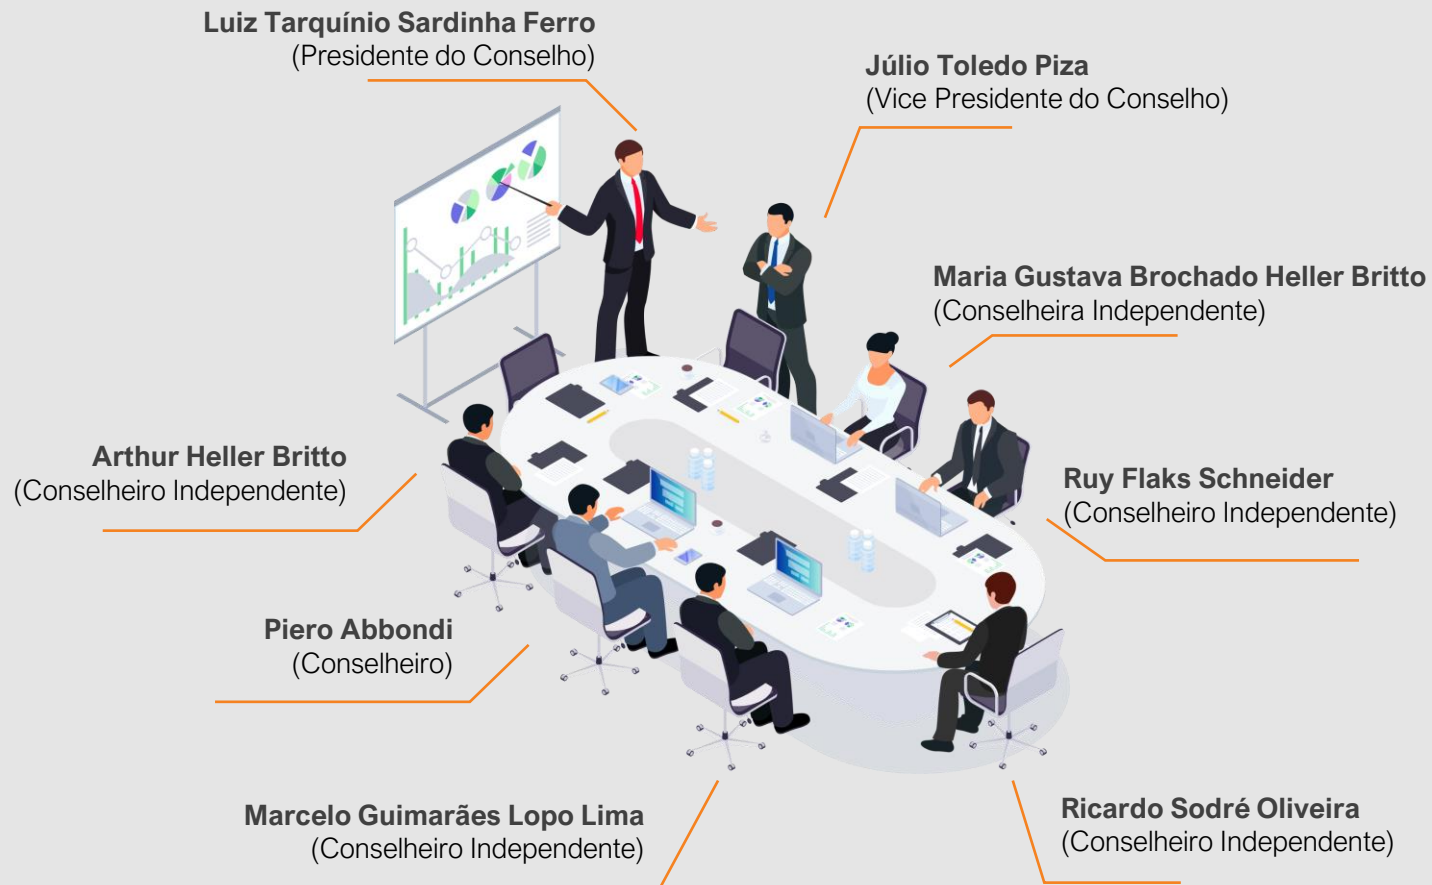 Luiz Tarquínio Sardinha Ferro
(Presidente do Conselho)
Júlio Toledo Piza
(Vice Presidente do Conselho)
Maria Gustava Brochado Heller Britto
(Conselheira Independente)
Arthur Heller Britto
(Conselheiro Independente)
Ruy Flaks Schneider
(Conselheiro Independente)
Piero Abbondi
(Conselheiro)
Marcelo Guimarães Lopo Lima
(Conselheiro Independente)
Ricardo Sodré Oliveira
(Conselheiro Independente)